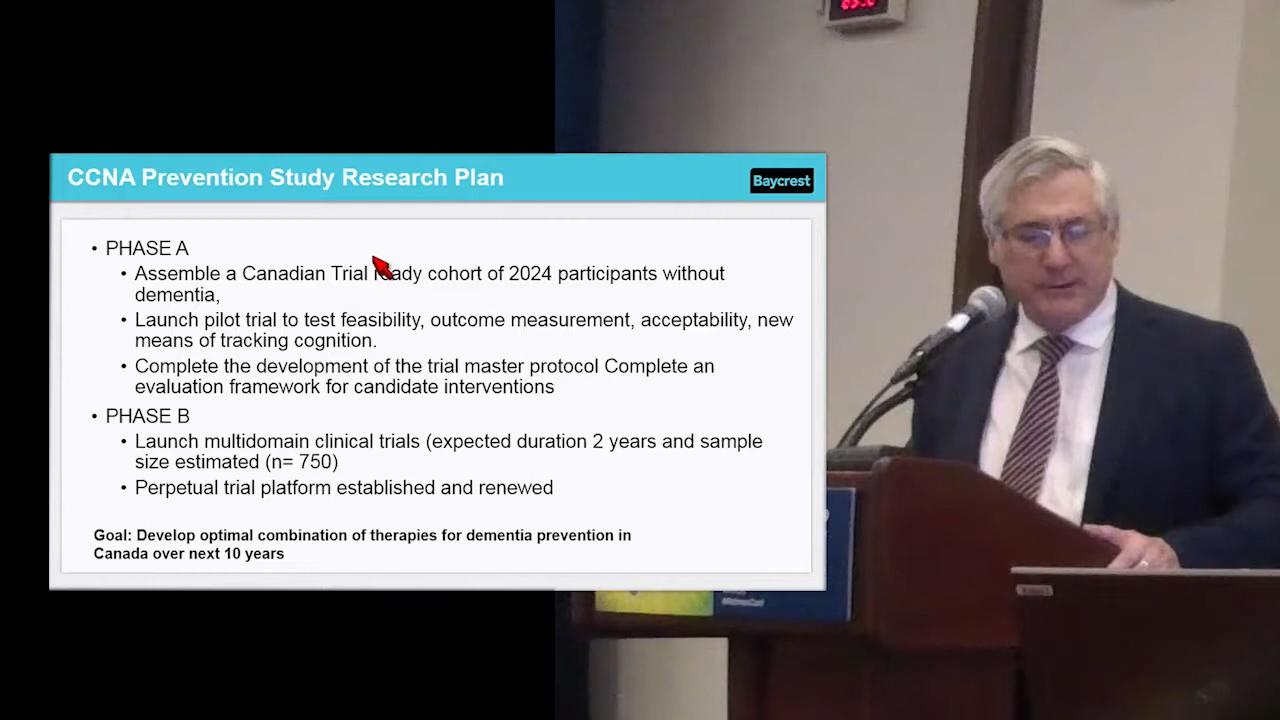 CCNA Prevention Study Research Plan
Baycrest
• PHASE A
• Assemble a Canadian Trial ready cohort of 2024 participants without
dementia,
• Launch pilot trial to test feasibility, outcome measurement, acceptability, new
means of tracking cognition.
• Complete the development of the trial master protocol Complete an
evaluation framework for candidate interventions
• PHASE B
• Launch multidomain clinical trials (expected duration 2 years and sample
size estimated (n= 750)
• Perpetual trial platform established and renewed
Goal: Develop optimal combination of therapies for dementia prevention in
Canada over next 10 years